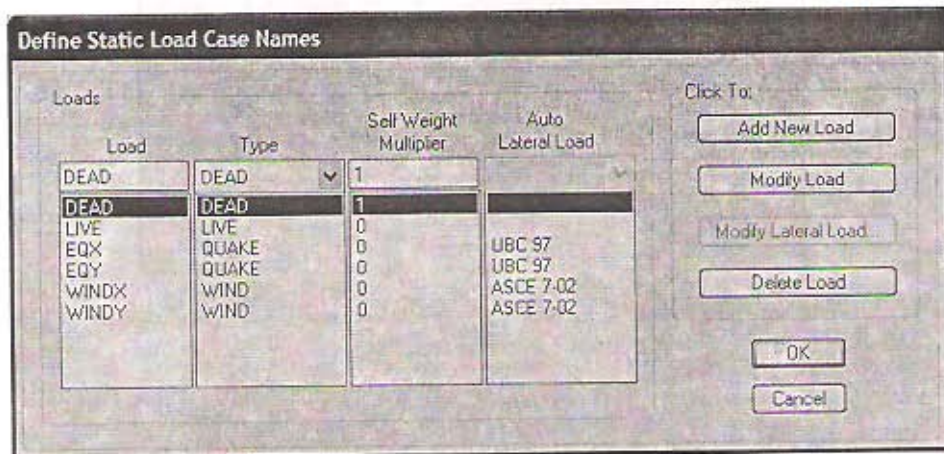 Define Static Load Case Names
Loads
Load Type Self Weight Multiplier Auto Lateral Load
DEAD DEAD 1
DEAD DEAD 1
LIVE LIVE 0
EQX QUAKE 0 UBC 97
EQY QUAKE 0 UBC 97
WINDX WIND 0 ASCE 7-02
WINDY WIND 0 ASCE 7-02
Click To:
Add New Load
Modify Load
Modify Lateral Load...
Delete Load
OK
Cancel